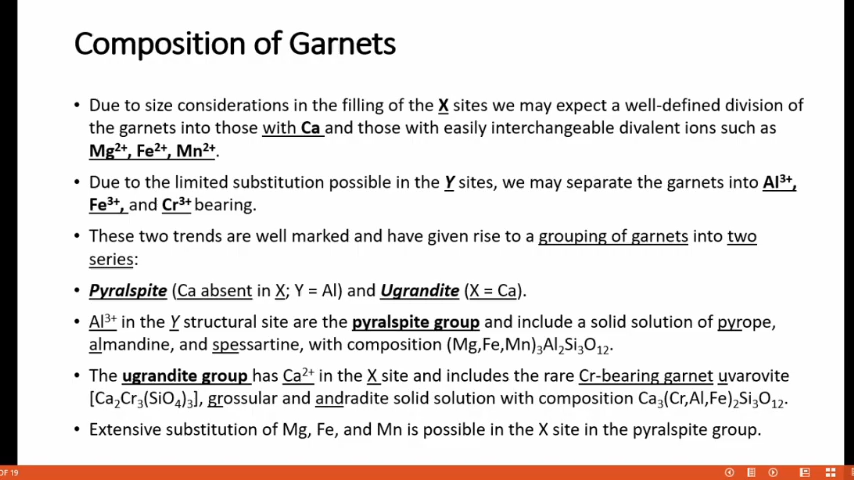 Composition of Garnets
• Due to size considerations in the filling of the X sites we may expect a well-defined division of
the garnets into those with Ca and those with easily interchangeable divalent ions such as
Mg²⁺, Fe²⁺, Mn²⁺.
• Due to the limited substitution possible in the Y sites, we may separate the garnets into Al³⁺,
Fe³⁺, and Cr³⁺ bearing.
• These two trends are well marked and have given rise to a grouping of garnets into two
series:
• Pyralspite (Ca absent in X; Y = Al) and Ugrandite (X = Ca).
• Al³⁺ in the Y structural site are the pyralspite group and include a solid solution of pyrope,
almandine, and spessartine, with composition (Mg,Fe,Mn)₃Al₂Si₃O₁₂.
• The ugrandite group has Ca²⁺ in the X site and includes the rare Cr-bearing garnet uvarovite
[Ca₂Cr₃(SiO₄)₃], grossular and andradite solid solution with composition Ca₃(Cr,Al,Fe)₂Si₃O₁₂.
• Extensive substitution of Mg, Fe, and Mn is possible in the X site in the pyralspite group.
OF 19